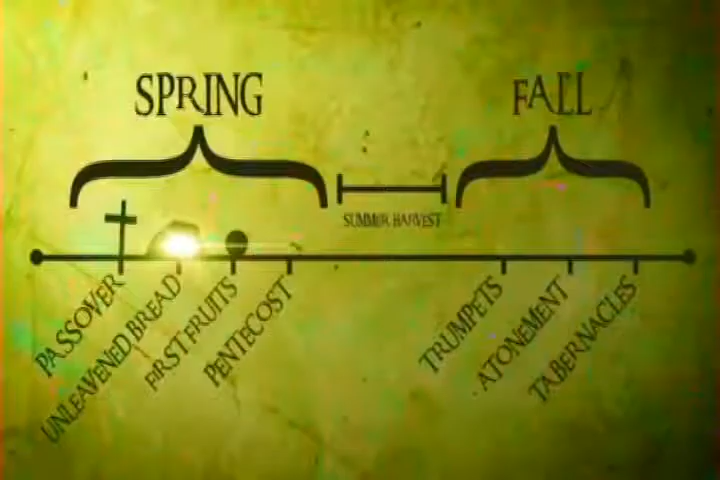 SPRING
FALL
SUMMER HARVEST
PASSOVER
UNLEAVENED BREAD
FIRST FRUITS
PENTECOST
TRUMPETS
ATONEMENT
TABERNACLES